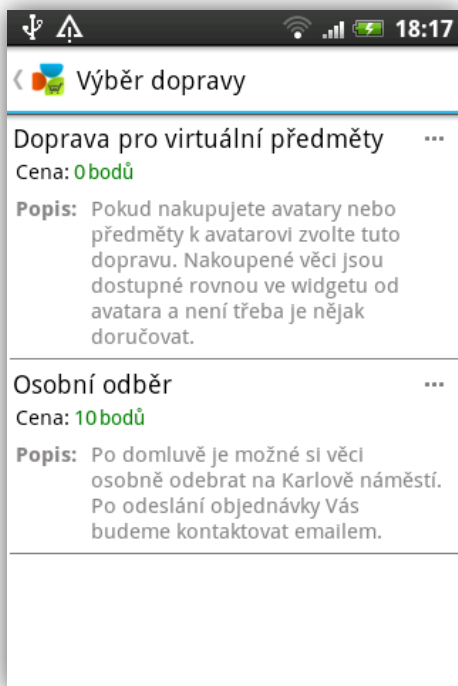 18:17
Výběr dopravy
Doprava pro virtuální předměty
Cena: 0 bodů
Popis: Pokud nakupujete avatary nebo
předměty k avatarovi zvolte tuto
dopravu. Nakoupené věci jsou
dostupné rovnou ve widgetu od
avatara a není třeba je nějak
doručovat.
Osobní odběr
Cena: 10 bodů
Popis: Po domluvě je možné si věci
osobně odebrat na Karlově náměstí.
Po odeslání objednávky Vás
budeme kontaktovat emailem.